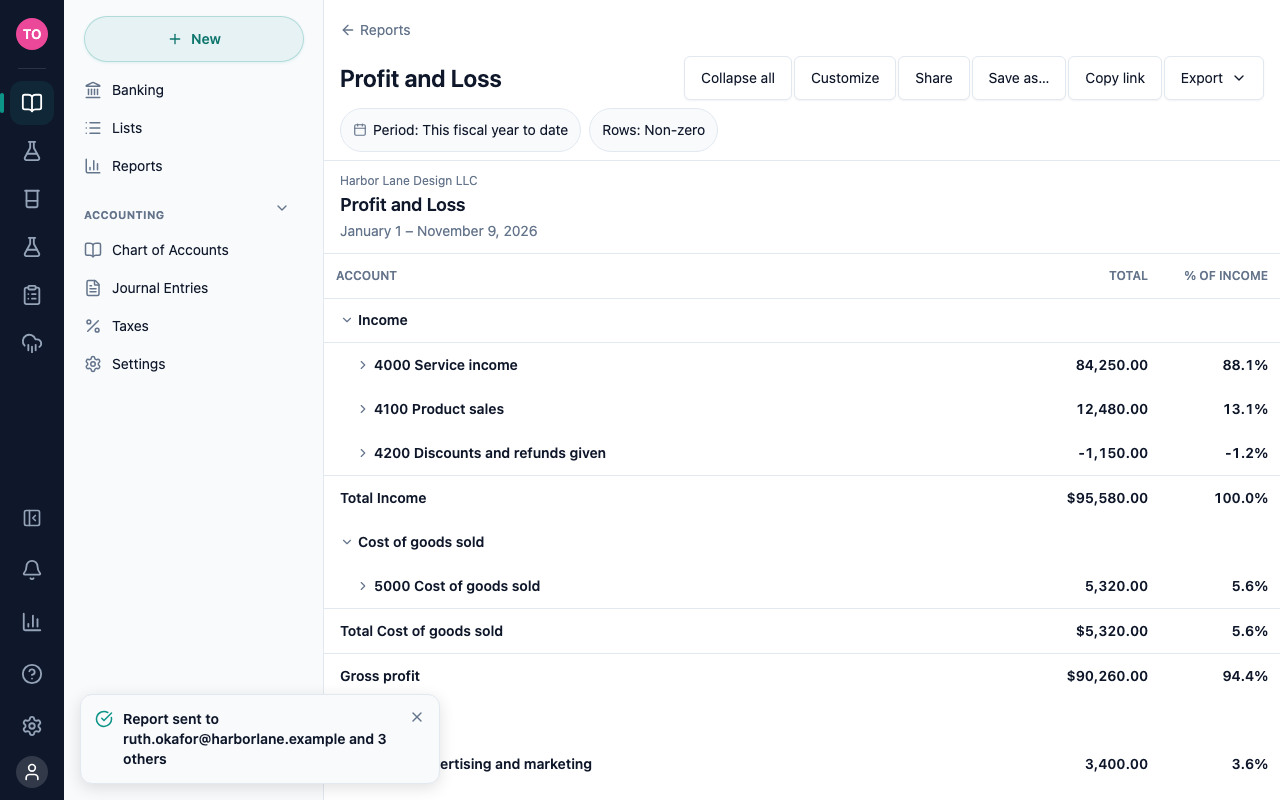 TO
New
Banking
Lists
Reports
ACCOUNTING
Chart of Accounts
Journal Entries
Taxes
Settings
Reports
Profit and Loss
Collapse all
Customize
Share
Save as...
Copy link
Export
Period: This fiscal year to date
Rows: Non-zero
Harbor Lane Design LLC
Profit and Loss
January 1 – November 9, 2026
ACCOUNT TOTAL % OF INCOME
Income
4000 Service income 84,250.00 88.1%
4100 Product sales 12,480.00 13.1%
4200 Discounts and refunds given -1,150.00 -1.2%
Total Income $95,580.00 100.0%
Cost of goods sold
5000 Cost of goods sold 5,320.00 5.6%
Total Cost of goods sold $5,320.00 5.6%
Gross profit $90,260.00 94.4%
ertising and marketing 3,400.00 3.6%
Report sent to
ruth.okafor@harborlane.example and 3
others